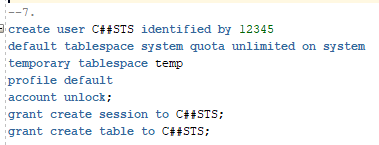 --7.
create user C##STS identified by 12345
default tablespace system quota unlimited on system
temporary tablespace temp
profile default
account unlock;
grant create session to C##STS;
grant create table to C##STS;